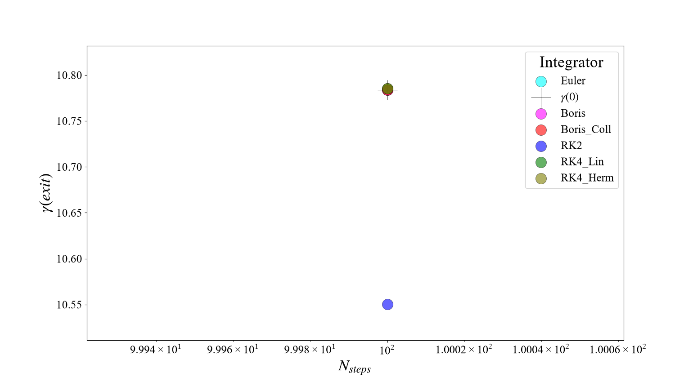 Integrator
Euler
γ(0)
Boris
Boris_Coll
RK2
RK4_Lin
RK4_Herm
10.80
10.75
10.70
10.65
10.60
10.55
γ(exit)
9.994 × 10¹ 9.996 × 10¹ 9.998 × 10¹ 10² 1.0002 × 10² 1.0004 × 10² 1.0006 × 10²
N_steps